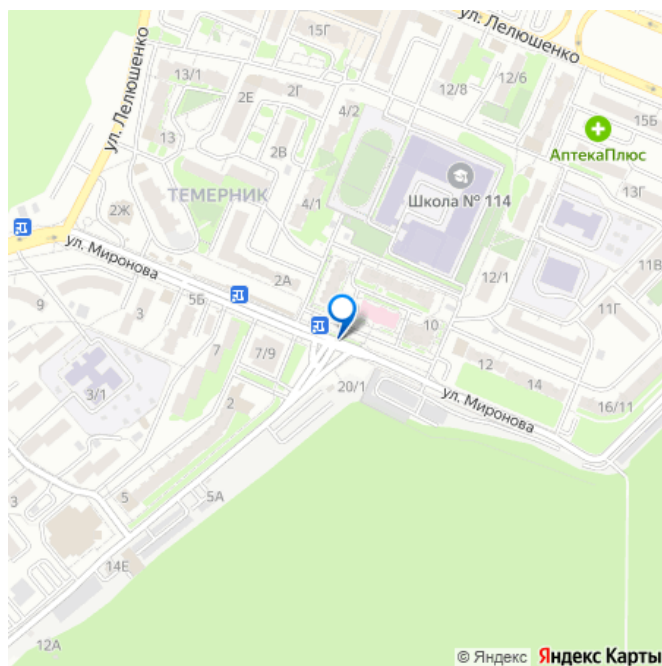 ул. Лелюшенко
15Г
13/1
2Г
12/6
2Е
12/8
4/2
15Б
ул. Лелюшенко
13
АптекаПлюс
2В
ТЕМЕРНИК
Школа № 114
13Г
2Ж
4/1
ул. Миронова
2А
12/1
11В
9
5Б
3
11Г
10
7
7/9
12
3/1
20/1
14
2
ул. Миронова
16/11
3
5
5А
14Е
12А
© Яндекс Яндекс Карты